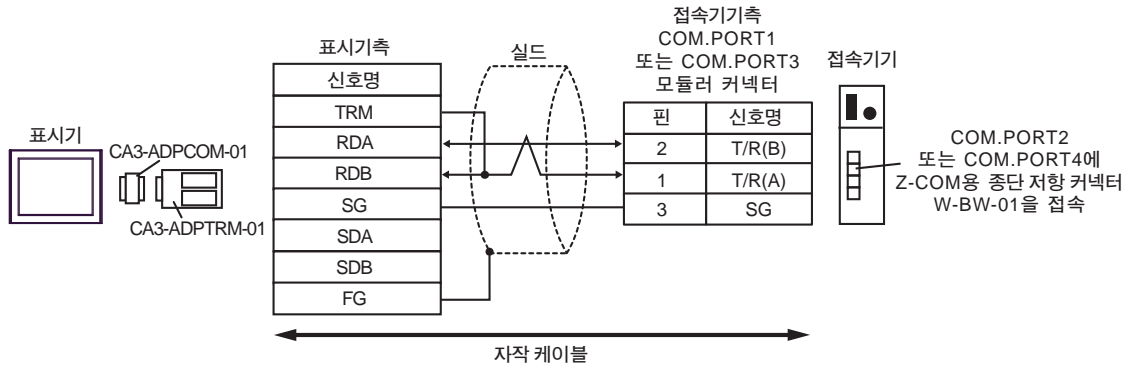 표시기
CA3-ADPCOM-01
CA3-ADPTRM-01
표시기측
신호명
TRM
RDA
RDB
SG
SDA
SDB
FG
실드
접속기기측
COM.PORT1
또는 COM.PORT3
모듈러 커넥터
핀 신호명
2 T/R(B)
1 T/R(A)
3 SG
접속기기
COM.PORT2
또는 COM.PORT4에
Z-COM용 종단 저항 커넥터
W-BW-01을 접속
자작 케이블